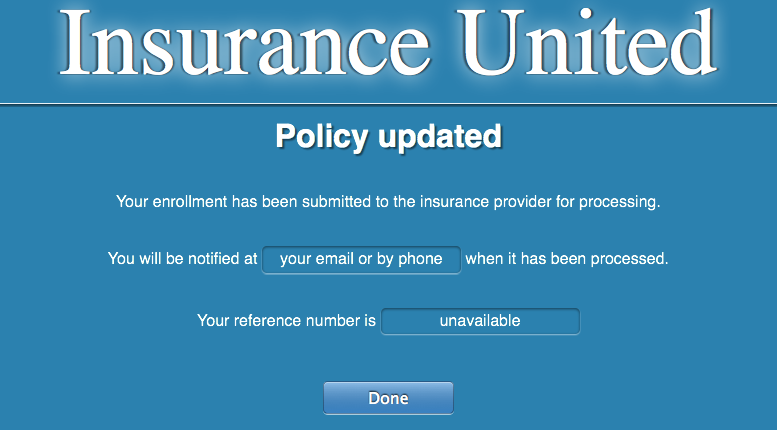 Insurance United
Policy updated
Your enrollment has been submitted to the insurance provider for processing.
You will be notified at your email or by phone when it has been processed.
Your reference number is unavailable
Done